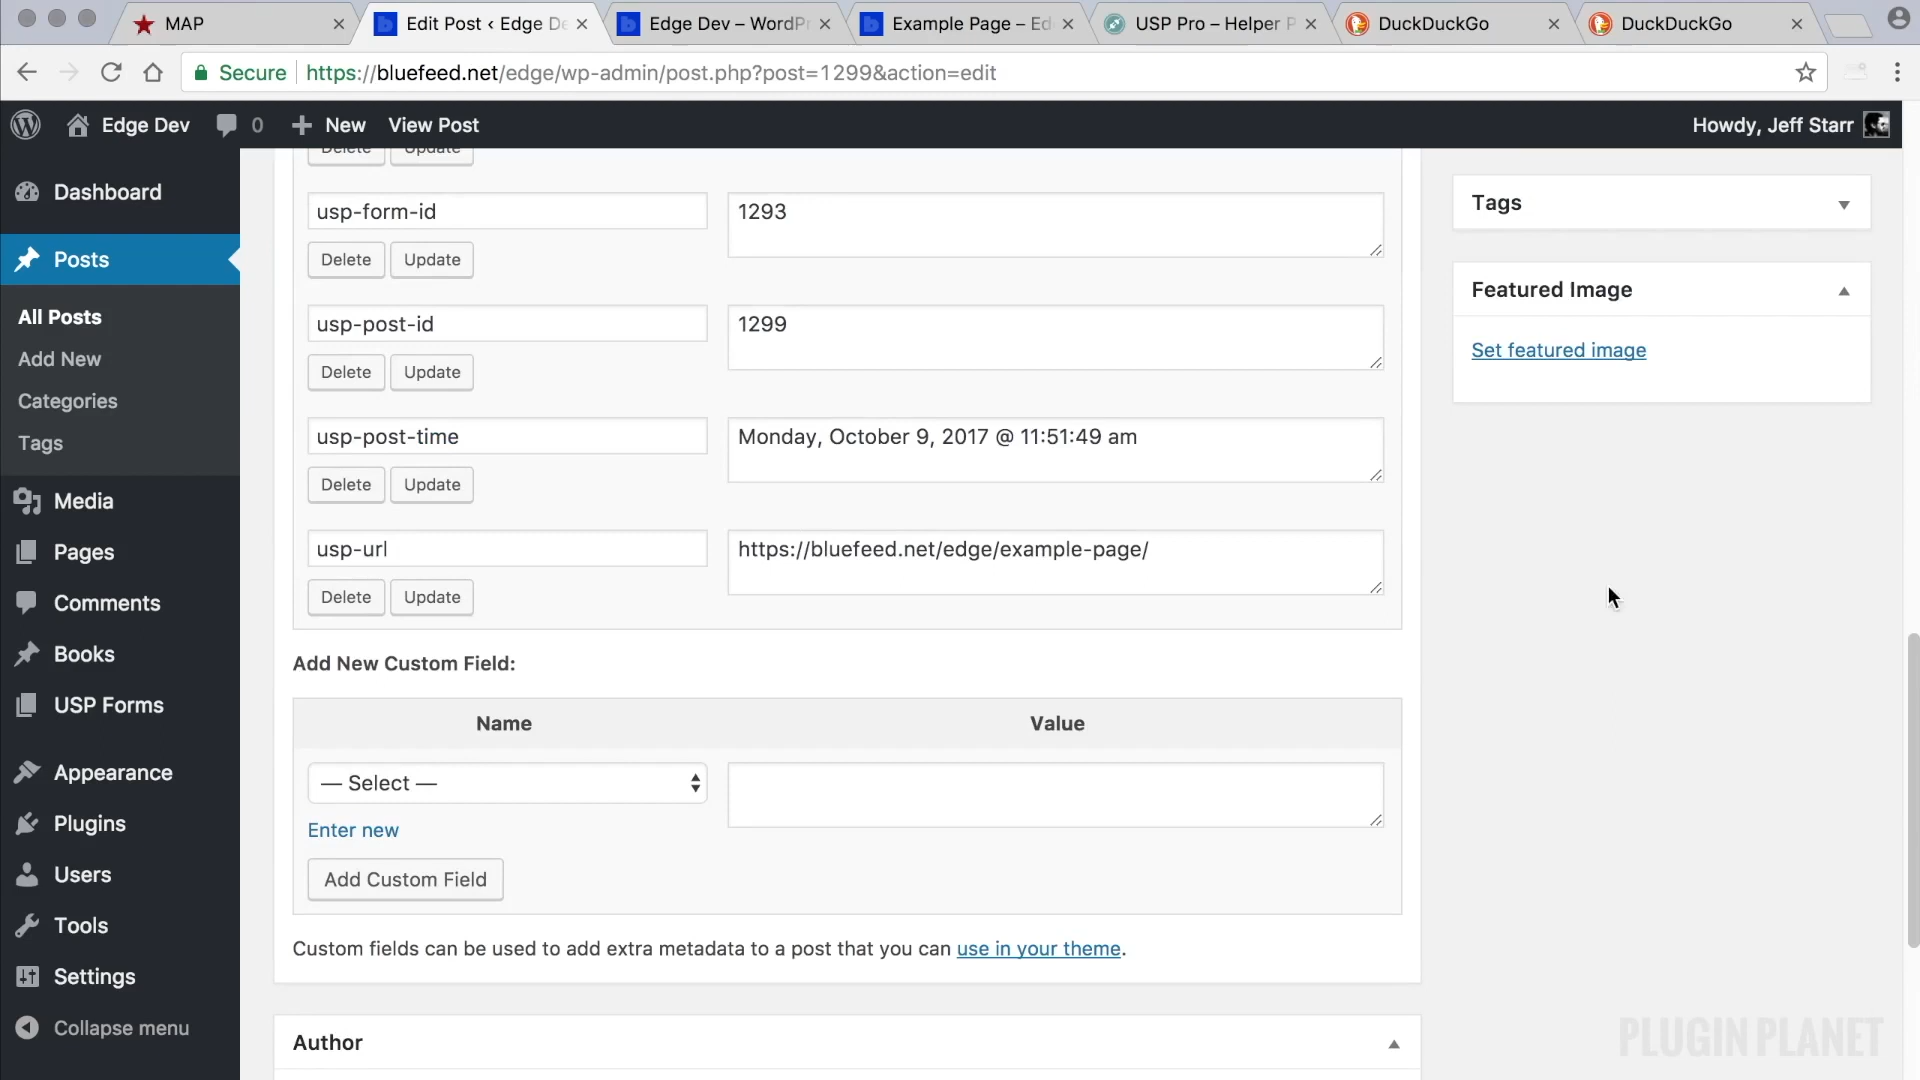 MAP
Edit Post ‹ Edge De
Edge Dev – WordPr
Example Page – Ed
USP Pro – Helper P
DuckDuckGo
DuckDuckGo
Secure
https://bluefeed.net/edge/wp-admin/post.php?post=1299&action=edit
Edge Dev
0
New
View Post
Howdy, Jeff Starr
Dashboard
Posts
All Posts
Add New
Categories
Tags
Media
Pages
Comments
Books
USP Forms
Appearance
Plugins
Users
Tools
Settings
Collapse menu
Delete Update
usp-form-id
1293
Delete Update
usp-post-id
1299
Delete Update
usp-post-time
Monday, October 9, 2017 @ 11:51:49 am
Delete Update
usp-url
https://bluefeed.net/edge/example-page/
Delete Update
Add New Custom Field:
Name Value
— Select —
Enter new
Add Custom Field
Custom fields can be used to add extra metadata to a post that you can use in your theme.
Author
Tags
Featured Image
Set featured image
PLUGIN PLANET